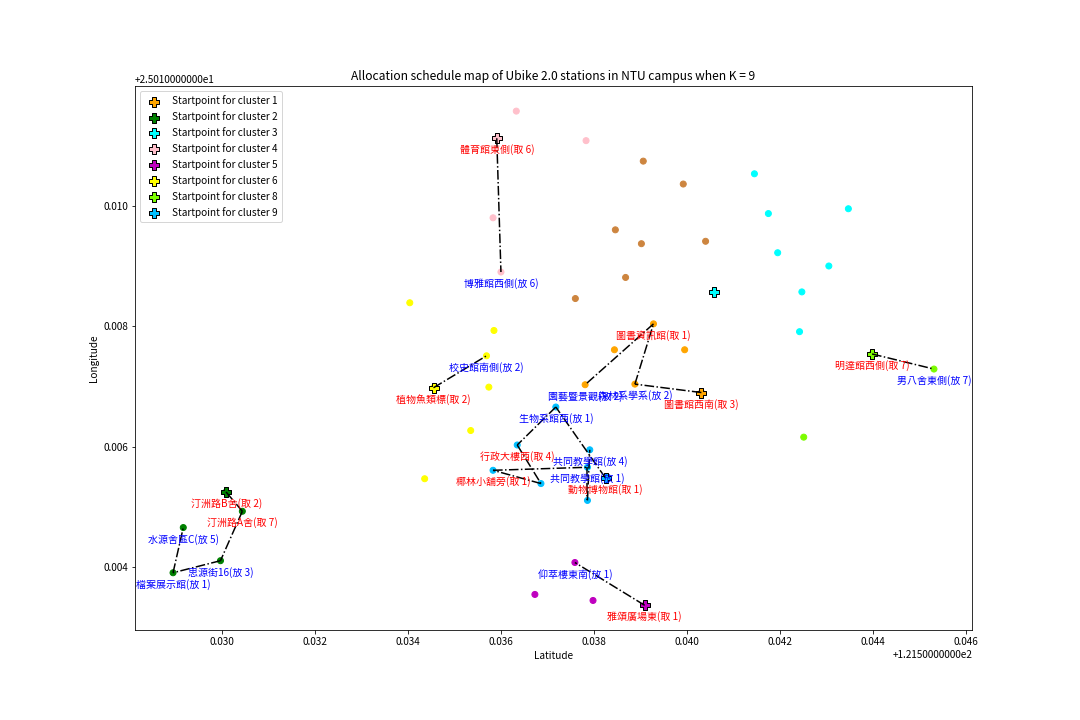 Allocation schedule map of Ubike 2.0 stations in NTU campus when K = 9
+2.5010000000e1
Startpoint for cluster 1
Startpoint for cluster 2
Startpoint for cluster 3
Startpoint for cluster 4
Startpoint for cluster 5
Startpoint for cluster 6
Startpoint for cluster 8
Startpoint for cluster 9
體育館東側(取 6)
0.010
博雅館西側(放 6)
0.008
圖書資訊館(取 1)
明達館西側(取 7)
校史館南側(放 2)
男八舍東側(放 7)
植物魚類標(取 2)
園藝暨景觀(放 2)
森林系學系(放 2)
圖書館西南(取 3)
生物系館西(放 1)
0.006
行政大樓西(取 4)
共同教學館(放 4)
椰林小舖旁(取 1)
共同教學館(放 1)
動物博物館(取 1)
汀洲路B舍(取 2)
汀洲路A舍(取 7)
水源舍區C(放 5)
0.004
思源街16(放 3)
檔案展示館(放 1)
仰萃樓東南(放 1)
雅頌廣場東(取 1)
Longitude
0.030
0.032
0.034
0.036
0.038
0.040
0.042
0.044
0.046
Latitude
+1.2150000000e2